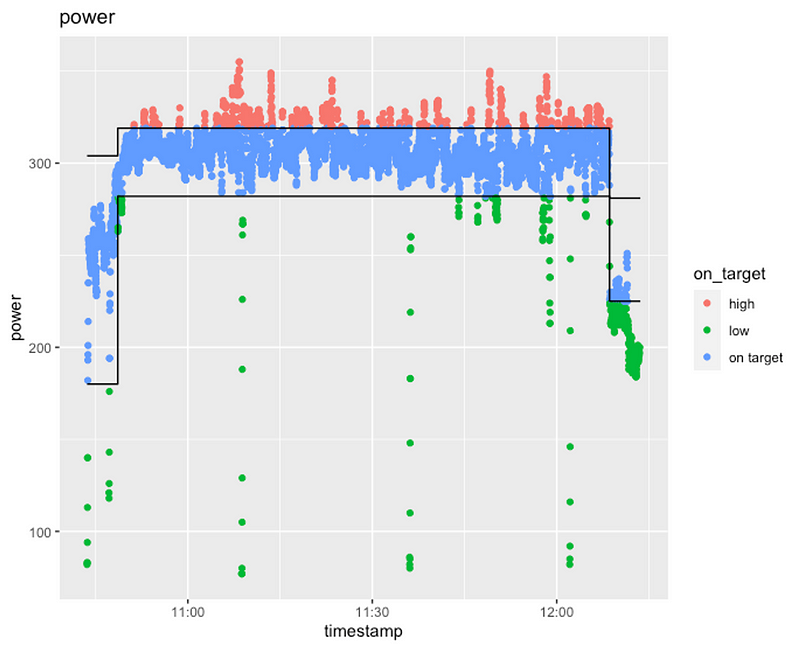 power
300
200
100
power
11:00
11:30
12:00
timestamp
on_target
high
low
on target